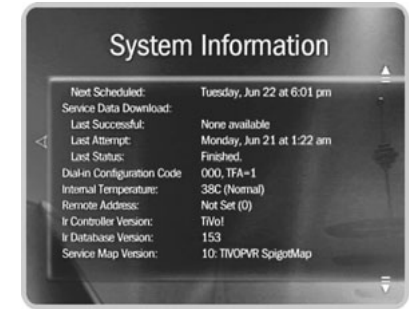 System Information
Next Scheduled: Tuesday, Jun 22 at 6:01 pm
Service Data Download:
Last Successful: None available
Last Attempt: Monday, Jun 21 at 1:22 am
Last Status: Finished.
Dial-in Configuration Code 000, TFA=1
Internal Temperature: 38C (Normal)
Remote Address: Not Set (0)
Ir Controller Version: TiVo!
Ir Database Version: 153
Service Map Version: 10: TIVOPVR SpigotMap